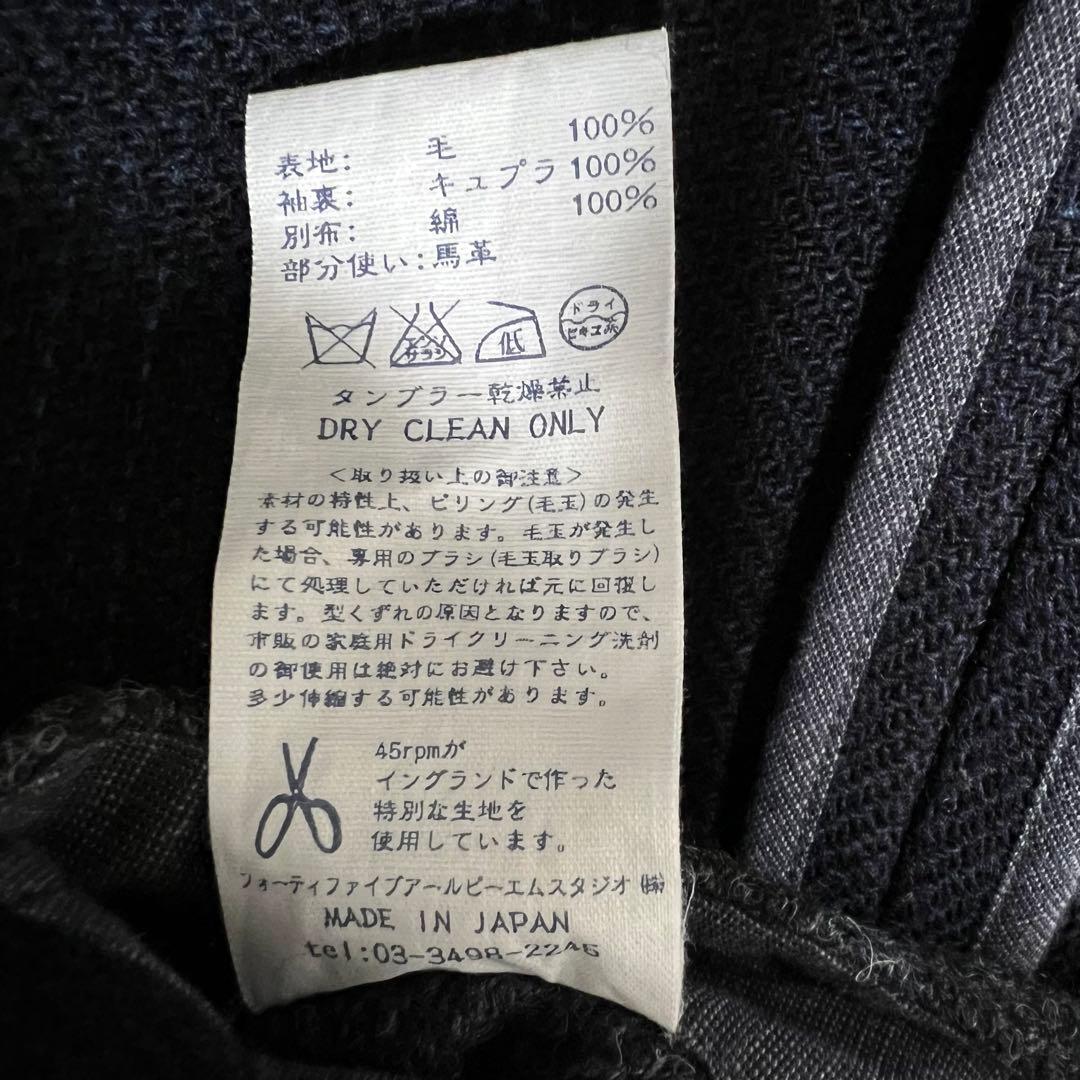 表地: 毛 100%
袖裏: キュプラ 100%
別布: 綿 100%
部分使い: 馬革
エンソサラシ 低 ドライ セキユ系
タンブラー乾燥禁止
DRY CLEAN ONLY
<取り扱い上の御注意>
素材の特性上、ピリング(毛玉)の発生
する可能性があります。毛玉が発生し
た場合、専用のブラシ(毛玉取りブラシ)
にて処理していただければ元に回復し
ます。型くずれの原因となりますので、
市販の家庭用ドライクリーニング洗剤
の御使用は絶対にお避け下さい。
多少伸縮する可能性があります。
45rpmが
イングランドで作った
特別な生地を
使用しています。
フォーティファイブアールピーエムスタジオ㈱
MADE IN JAPAN
tel:03-3498-2245